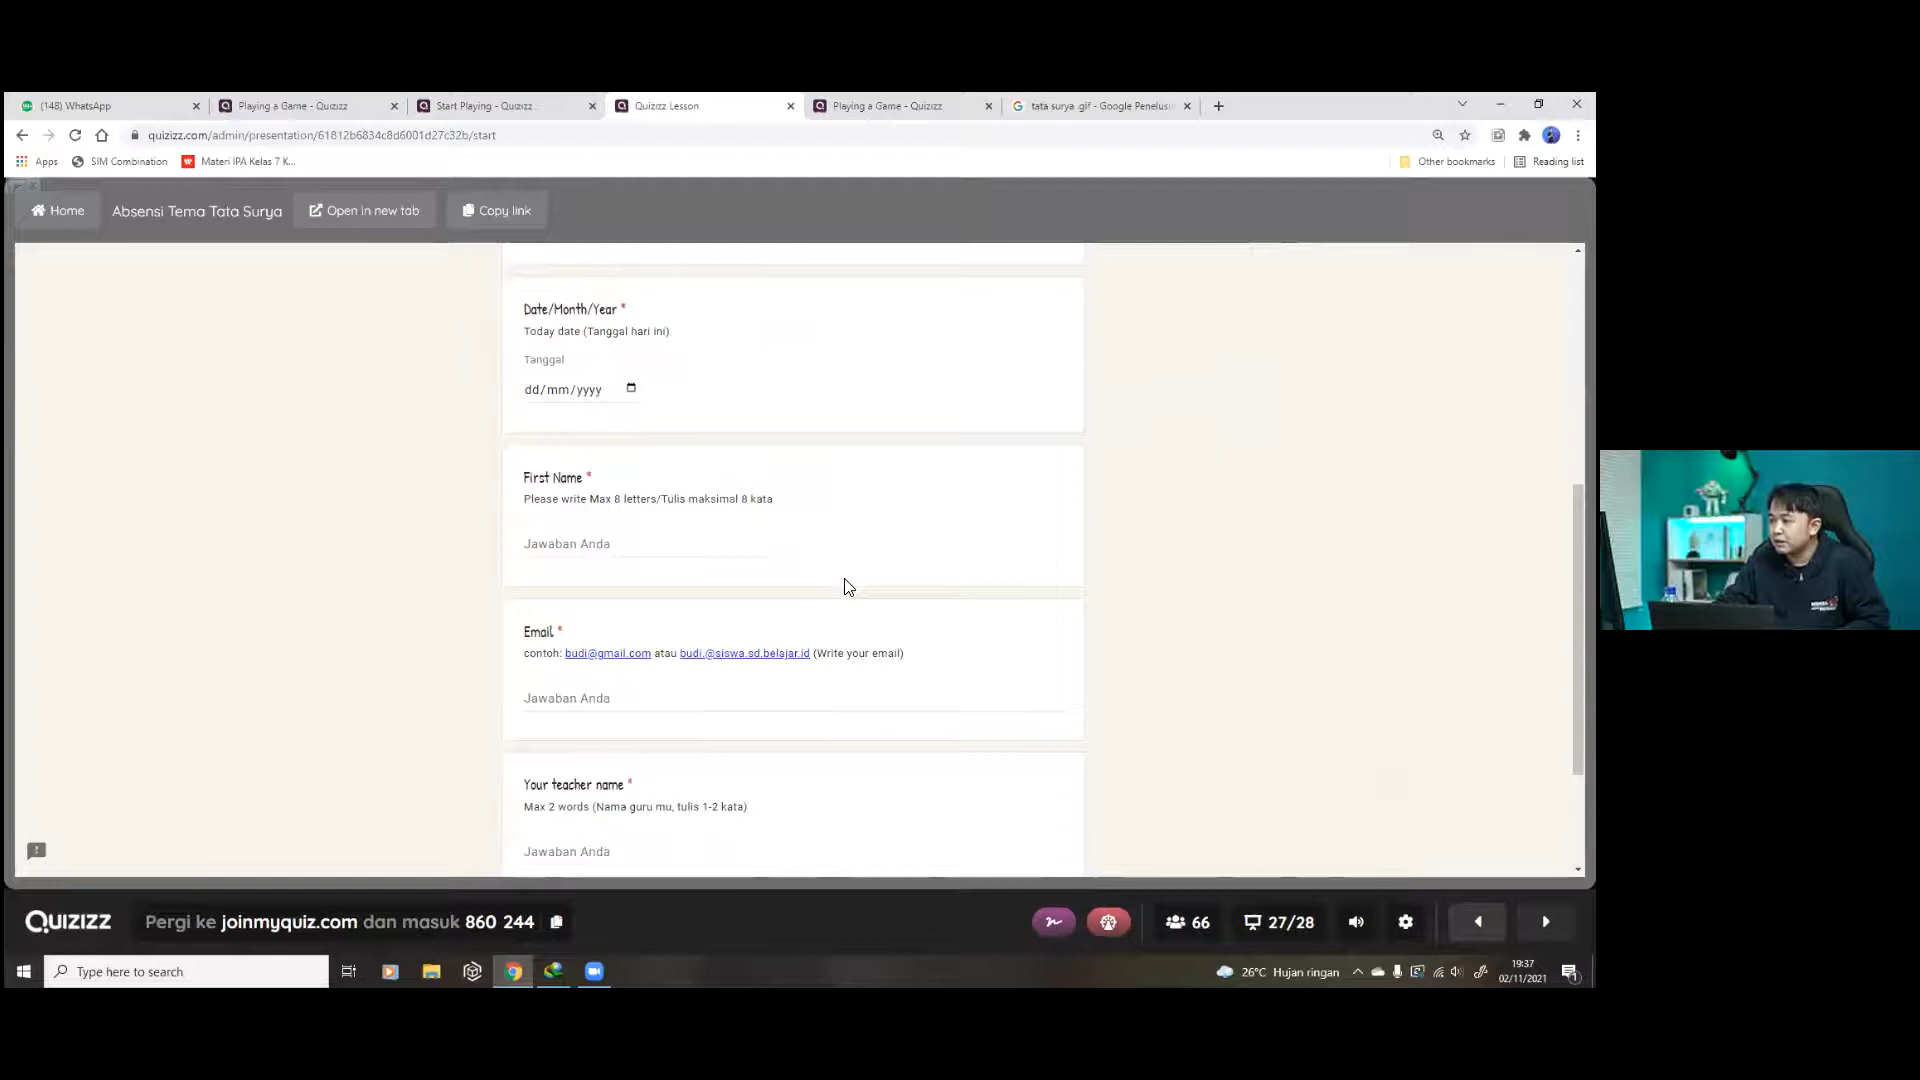 (148) WhatsApp
Playing a Game - Quizizz
Start Playing - Quizizz
Quizizz Lesson
Playing a Game - Quizizz
tata surya .gif - Google Penelus
quizizz.com/admin/presentation/61812b6834c8d6001d27c32b/start
Apps
SIM Combination
Materi IPA Kelas 7 K...
Other bookmarks
Reading list
Home
Absensi Tema Tata Surya
Open in new tab
Copy link
Date/Month/Year *
Today date (Tanggal hari ini)
Tanggal
dd/mm/yyyy
First Name *
Please write Max 8 letters/Tulis maksimal 8 kata
Jawaban Anda
Email *
contoh: budi@gmail.com atau budi.@siswa.sd.belajar.id (Write your email)
Jawaban Anda
Your teacher name *
Max 2 words (Nama guru mu, tulis 1-2 kata)
Jawaban Anda
QUIZIZZ
Pergi ke joinmyquiz.com dan masuk 860 244
66
27/28
Type here to search
26°C Hujan ringan
19:37
02/11/2021